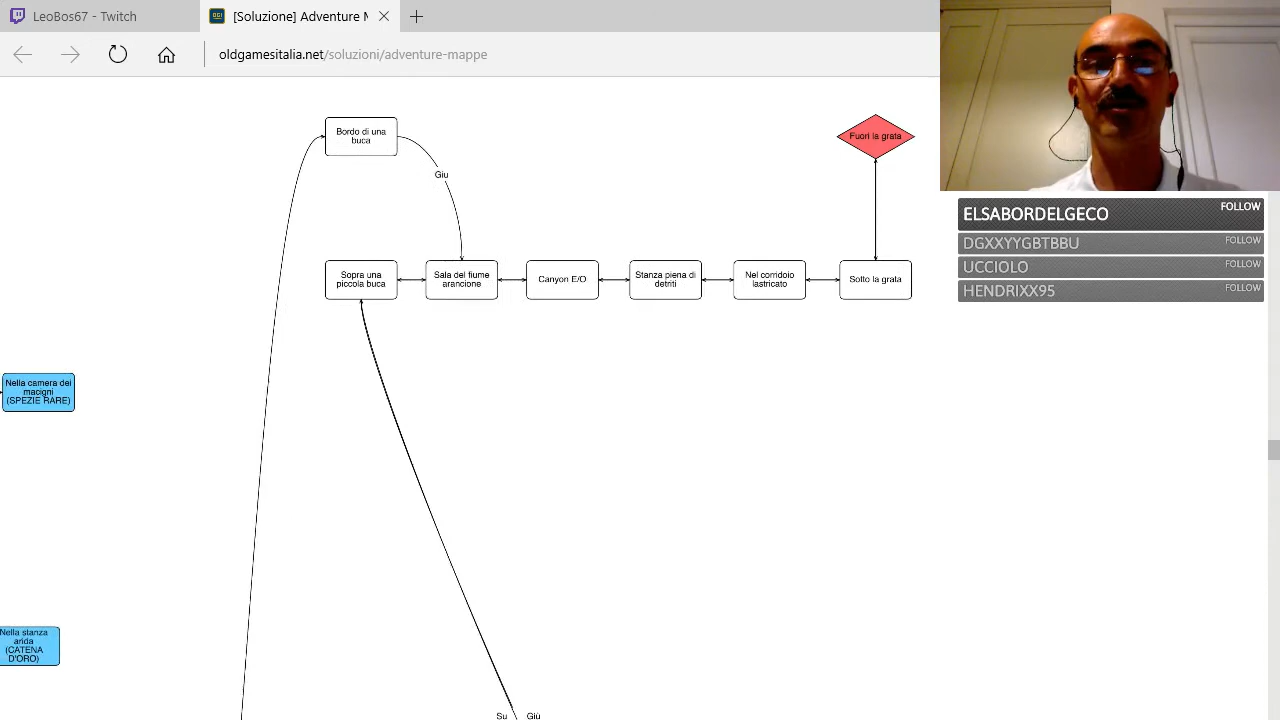 LeoBos67 - Twitch
OGI
[Soluzione] Adventure M
oldgamesitalia.net/soluzioni/adventure-mappe
Bordo di una
buca
Giu
Fuori la grata
Sopra una
piccola buca
Sala del fiume
arancione
Canyon E/O
Stanza piena di
detriti
Nel corridoio
lastricato
Sotto la grata
Nella camera dei
macigni
(SPEZIE RARE)
Nella stanza
arida
(CATENA
D'ORO)
Su
Giù
ELSABORDELGECO FOLLOW
DGXXYYGBTBBU FOLLOW
UCCIOLO FOLLOW
HENDRIXX95 FOLLOW